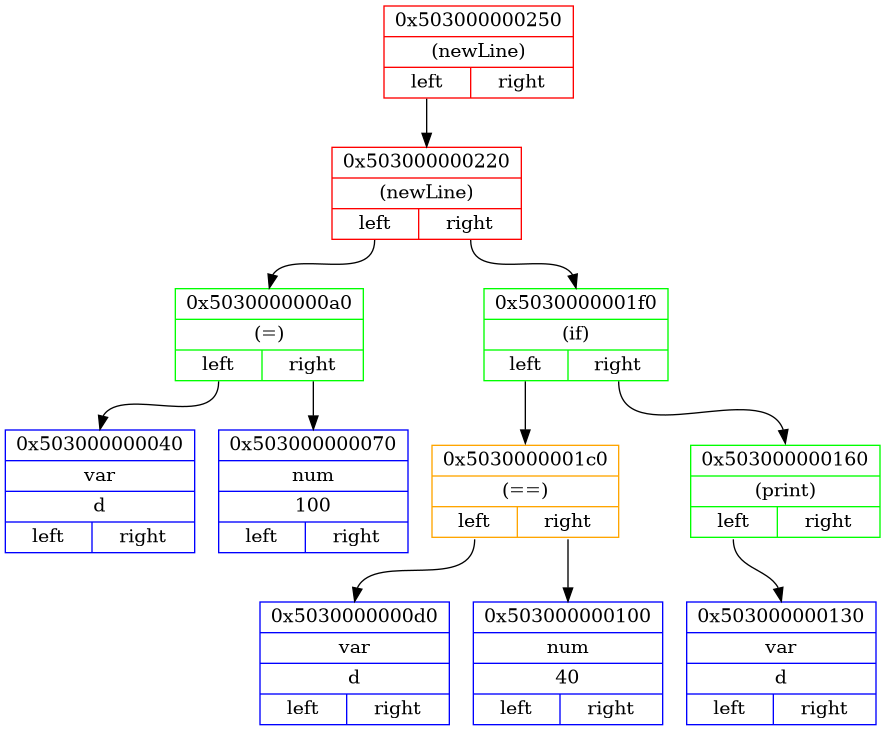 0x503000000250
(newLine)
left right
0x503000000220
(newLine)
left right
0x5030000000a0
(=)
left right
0x5030000001f0
(if)
left right
0x503000000040
var
d
left right
0x503000000070
num
100
left right
0x5030000001c0
(==)
left right
0x503000000160
(print)
left right
0x5030000000d0
var
d
left right
0x503000000100
num
40
left right
0x503000000130
var
d
left right